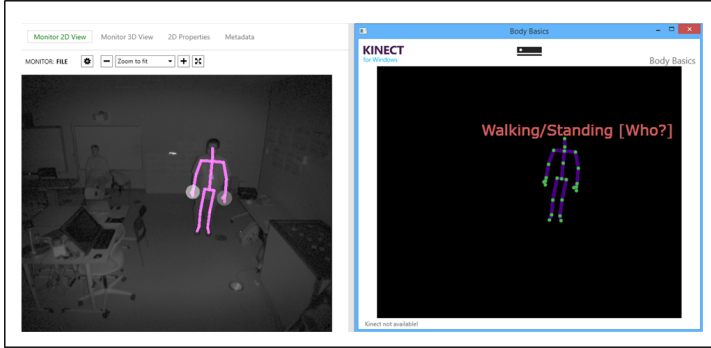 Monitor 2D View Monitor 3D View 2D Properties Metadata
MONITOR: FILE Zoom to fit
Body Basics
KINECT
for Windows
Body Basics
Walking/Standing [Who?]
Kinect not available!